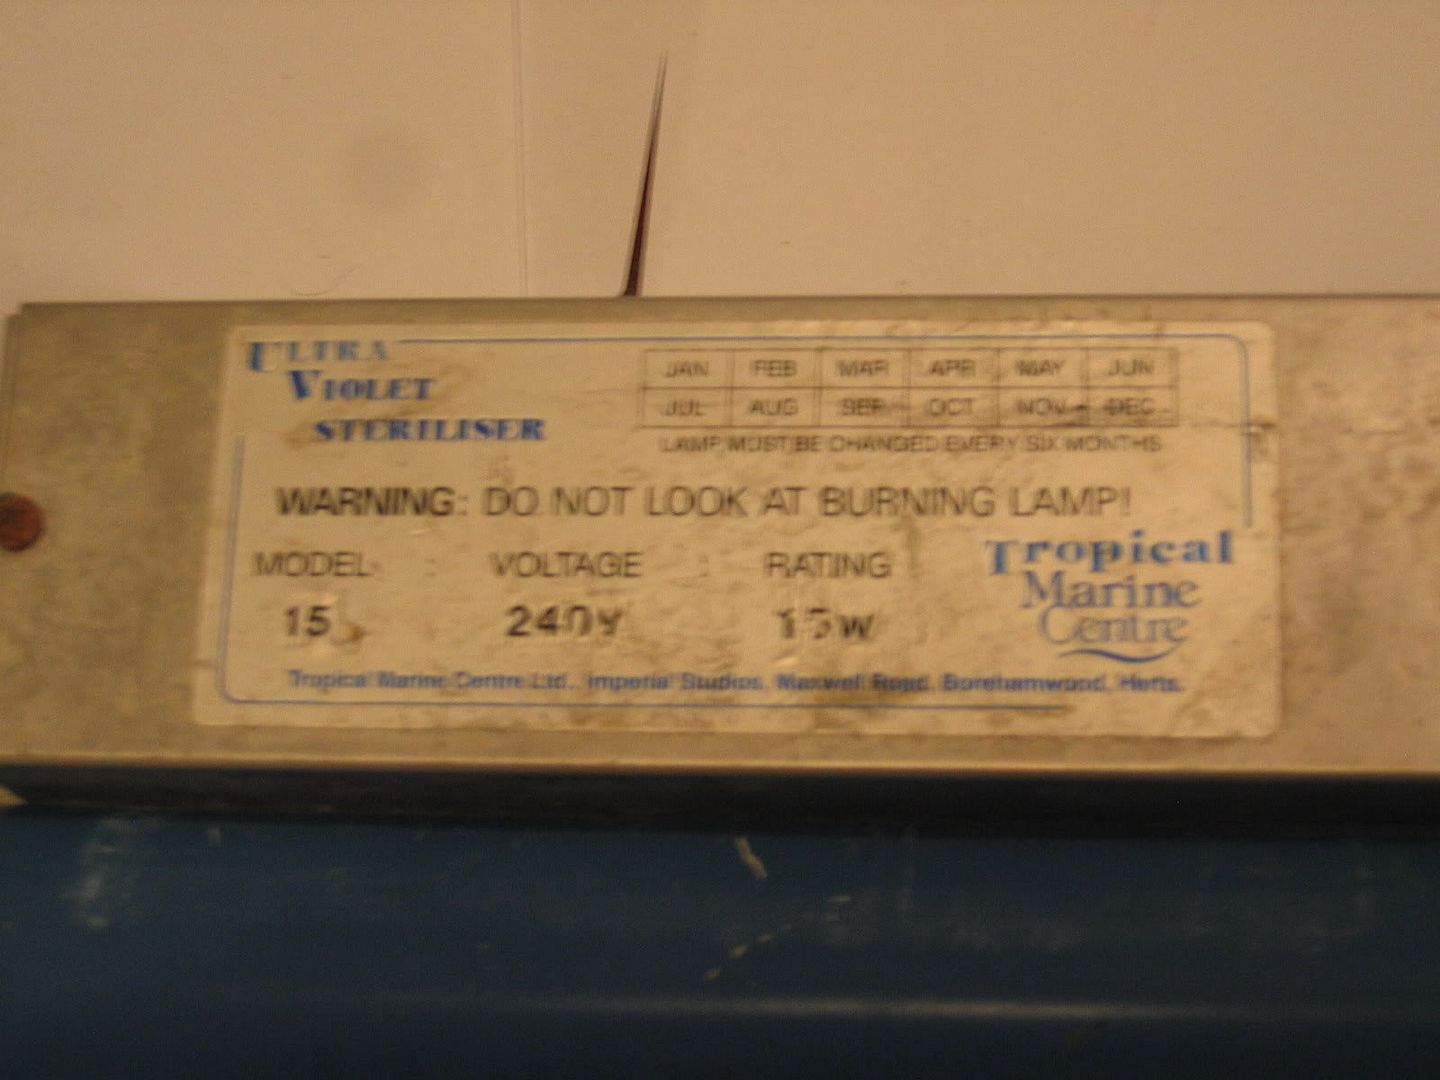 ULTRA
VIOLET
STERILISER
JAN FEB MAR APR MAY JUN
JUL AUG SEP OCT NOV DEC
LAMP MUST BE CHANGED EVERY SIX MONTHS
WARNING: DO NOT LOOK AT BURNING LAMP!
MODEL : VOLTAGE : RATING
15 240V 15W
Tropical
Marine
Centre
Tropical Marine Centre Ltd., Imperial Studios, Maxwell Road, Borehamwood, Herts.